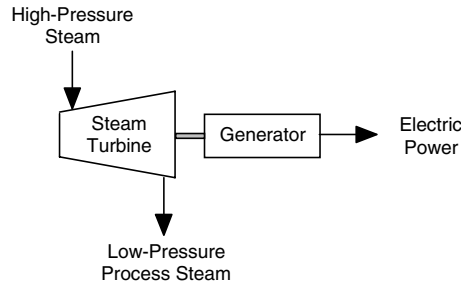 High-Pressure
Steam
Steam
Turbine
Generator
Electric
Power
Low-Pressure
Process Steam